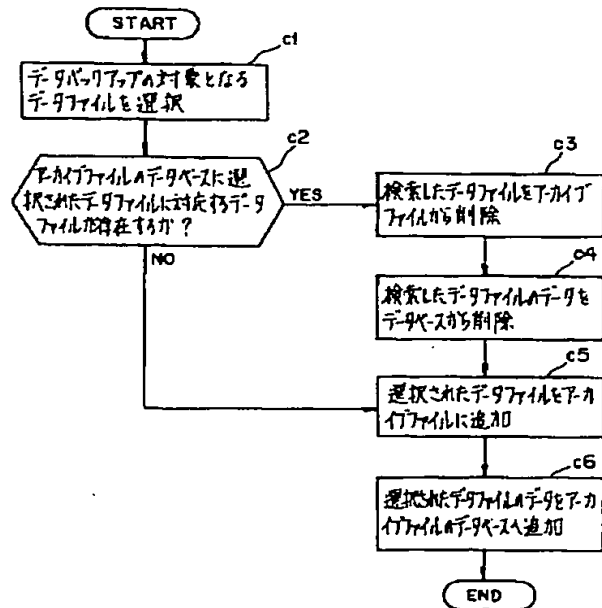 START
c1
データバックアップの対象となる
データファイルを選択
c2
アーカイブファイルのデータベースに選
択されたデータファイルに対応するデータ
ファイルが存在するか?
YES
NO
c3
検索したデータファイルをアーカイブ
ファイルから削除
c4
検索したデータファイルのデータを
データベースから削除
c5
選択されたデータファイルをアーカ
イブファイルに追加
c6
選択されたデータファイルのデータをアーカ
イブファイルのデータベースへ追加
END